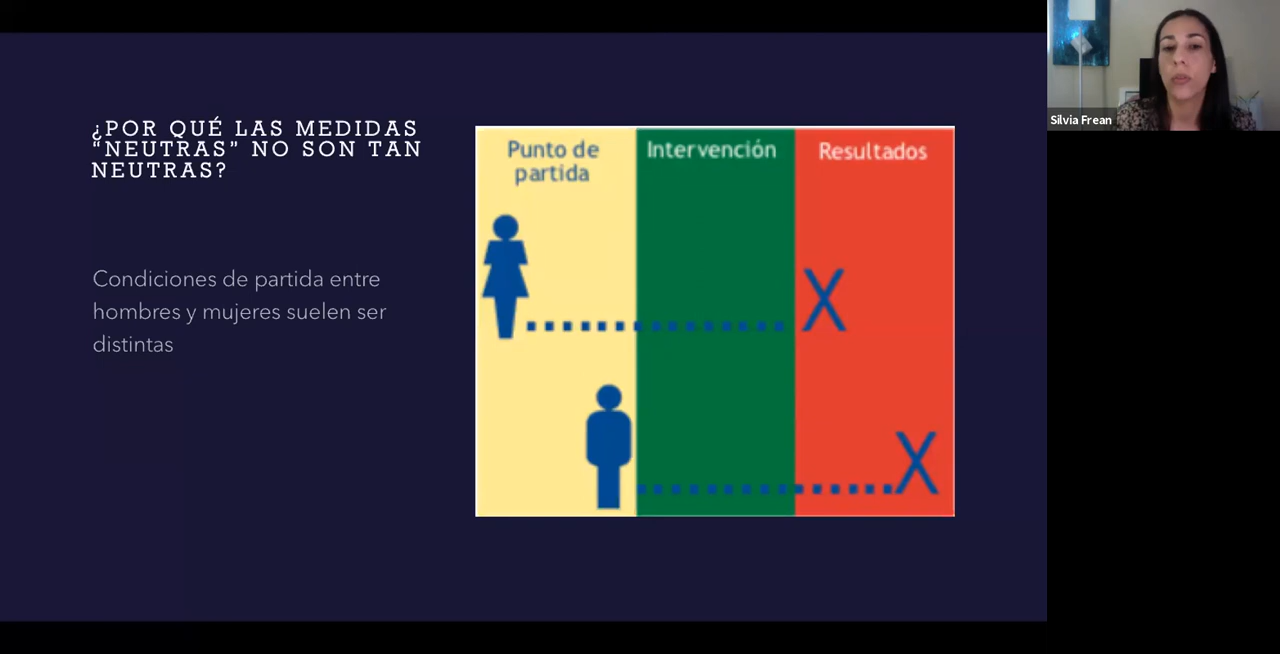 ¿POR QUÉ LAS MEDIDAS
“NEUTRAS” NO SON TAN
NEUTRAS?
Condiciones de partida entre
hombres y mujeres suelen ser
distintas
Punto de
partida
Intervención
Resultados
X
X
Silvia Frean